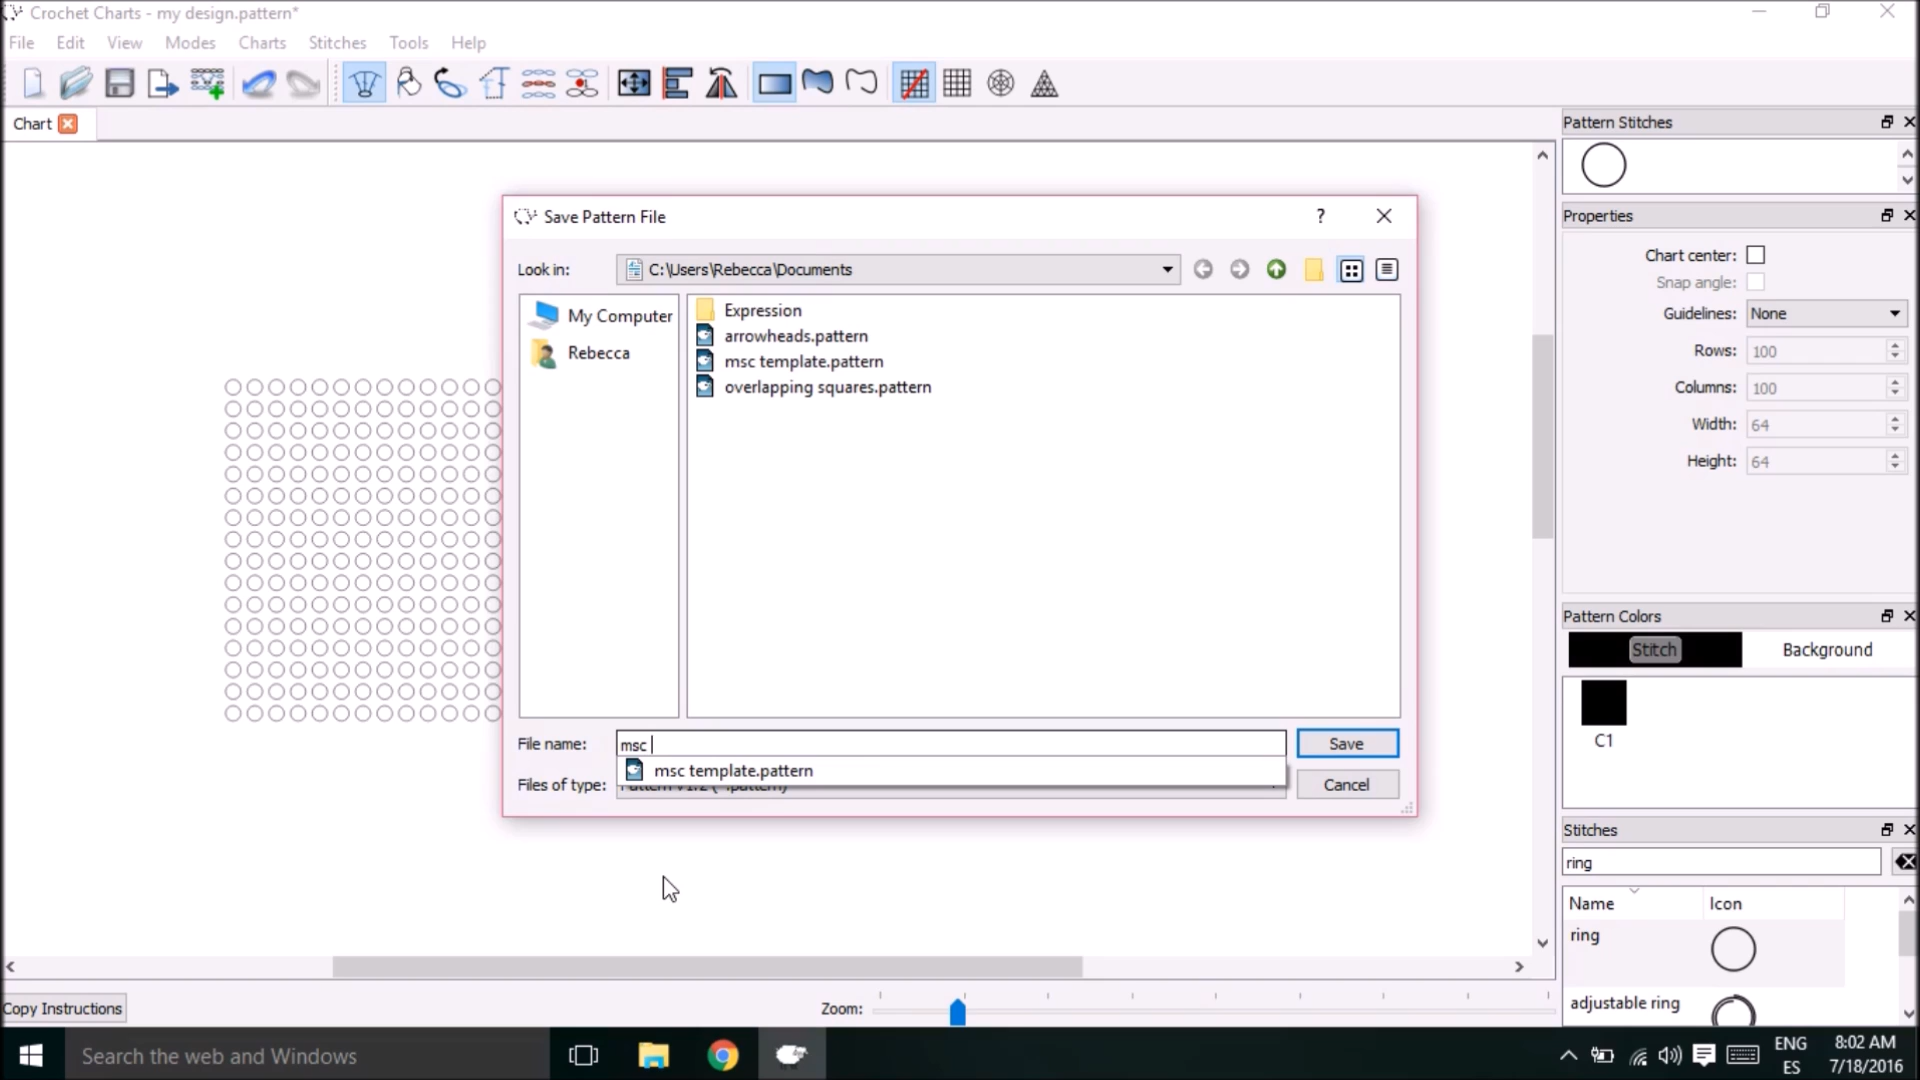 Crochet Charts - my design.pattern*
File Edit View Modes Charts Stitches Tools Help
Chart
Pattern Stitches
Properties
Chart center:
Snap angle:
Guidelines: None
Rows: 100
Columns: 100
Width: 64
Height: 64
Pattern Colors
Stitch Background
C1
Stitches
ring
Name Icon
ring
adjustable ring
Save Pattern File ?
Look in: C:\Users\Rebecca\Documents
My Computer
Rebecca
Expression
arrowheads.pattern
msc template.pattern
overlapping squares.pattern
File name: msc
Save
msc template.pattern
Files of type:
Cancel
Copy Instructions
Zoom:
Search the web and Windows
ENG
ES
8:02 AM
7/18/2016